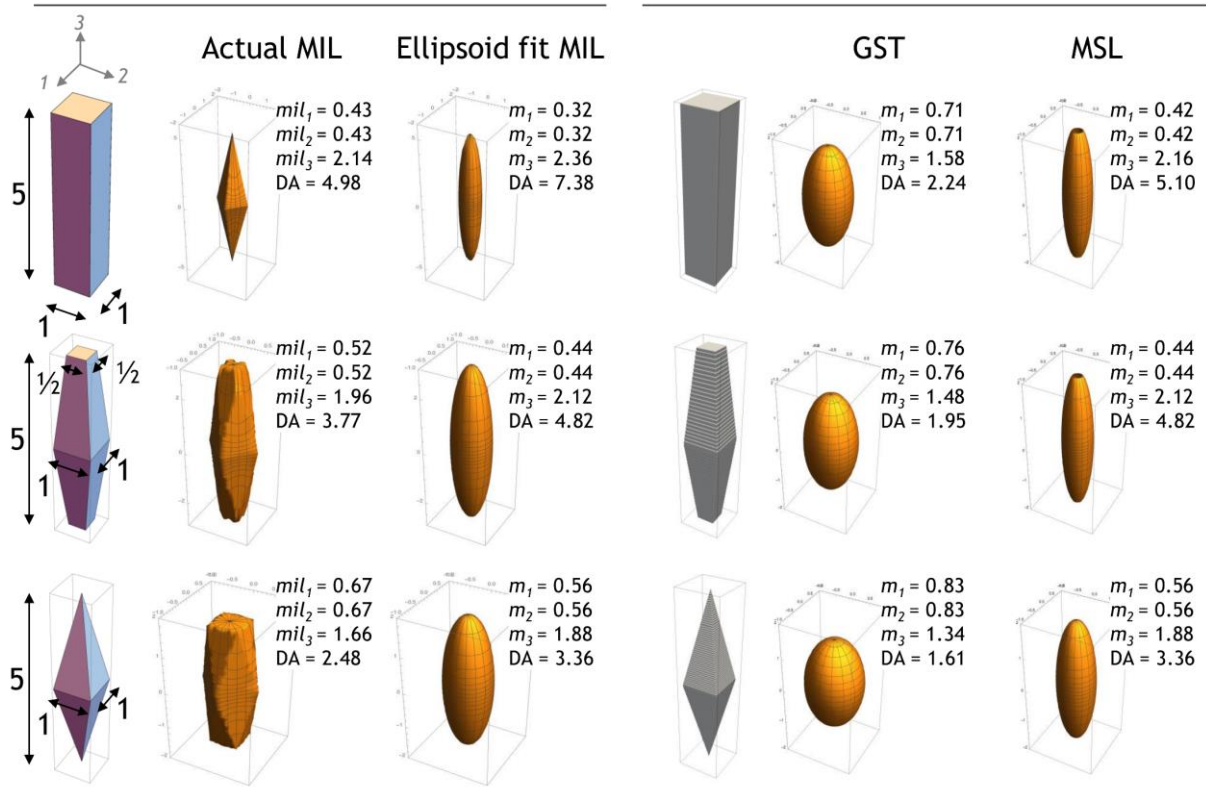 3
1
2
Actual MIL
Ellipsoid fit MIL
GST
MSL
5
1
1
mil1 = 0.43
mil2 = 0.43
mil3 = 2.14
DA = 4.98
m1 = 0.32
m2 = 0.32
m3 = 2.36
DA = 7.38
m1 = 0.71
m2 = 0.71
m3 = 1.58
DA = 2.24
m1 = 0.42
m2 = 0.42
m3 = 2.16
DA = 5.10
½
½
5
1
1
mil1 = 0.52
mil2 = 0.52
mil3 = 1.96
DA = 3.77
m1 = 0.44
m2 = 0.44
m3 = 2.12
DA = 4.82
m1 = 0.76
m2 = 0.76
m3 = 1.48
DA = 1.95
m1 = 0.44
m2 = 0.44
m3 = 2.12
DA = 4.82
5
1
1
mil1 = 0.67
mil2 = 0.67
mil3 = 1.66
DA = 2.48
m1 = 0.56
m2 = 0.56
m3 = 1.88
DA = 3.36
m1 = 0.83
m2 = 0.83
m3 = 1.34
DA = 1.61
m1 = 0.56
m2 = 0.56
m3 = 1.88
DA = 3.36